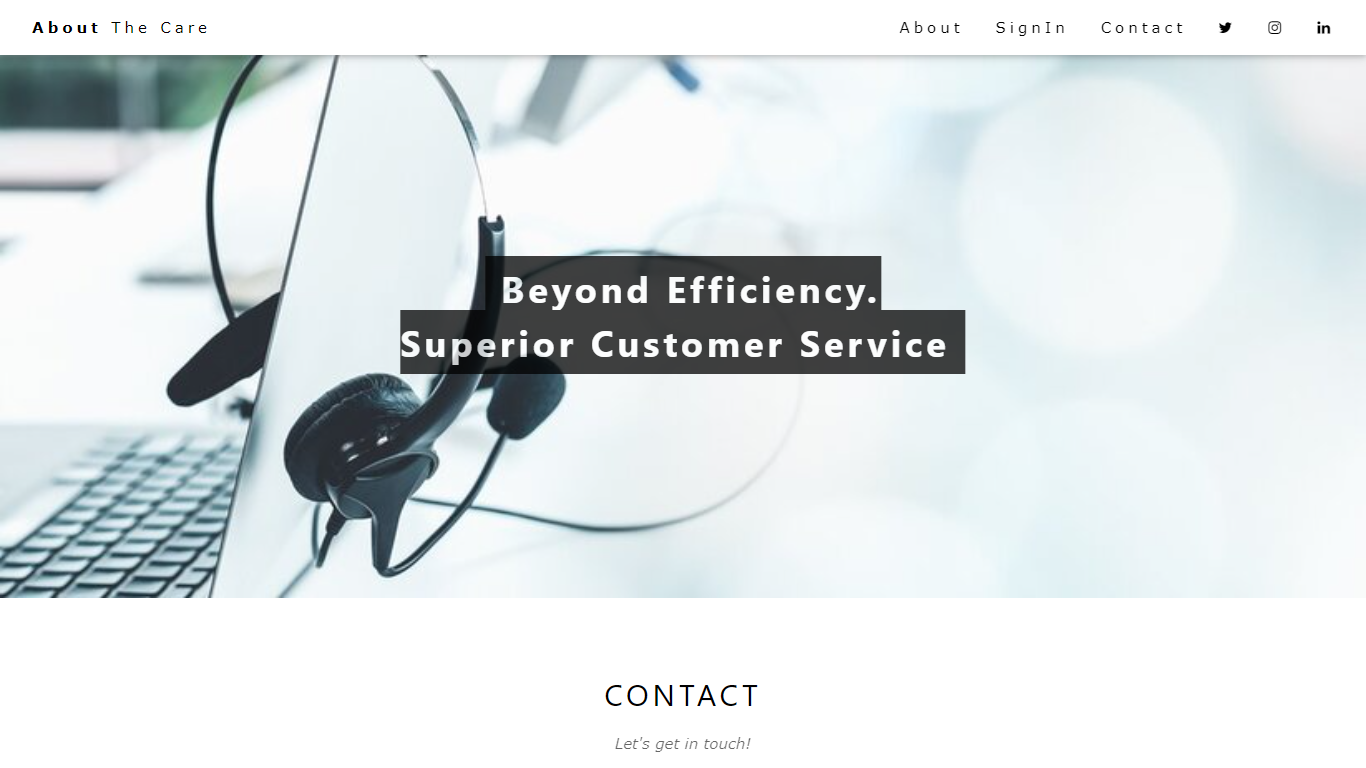 About The Care
About SignIn Contact
Beyond Efficiency.
Superior Customer Service
CONTACT
Let's get in touch!